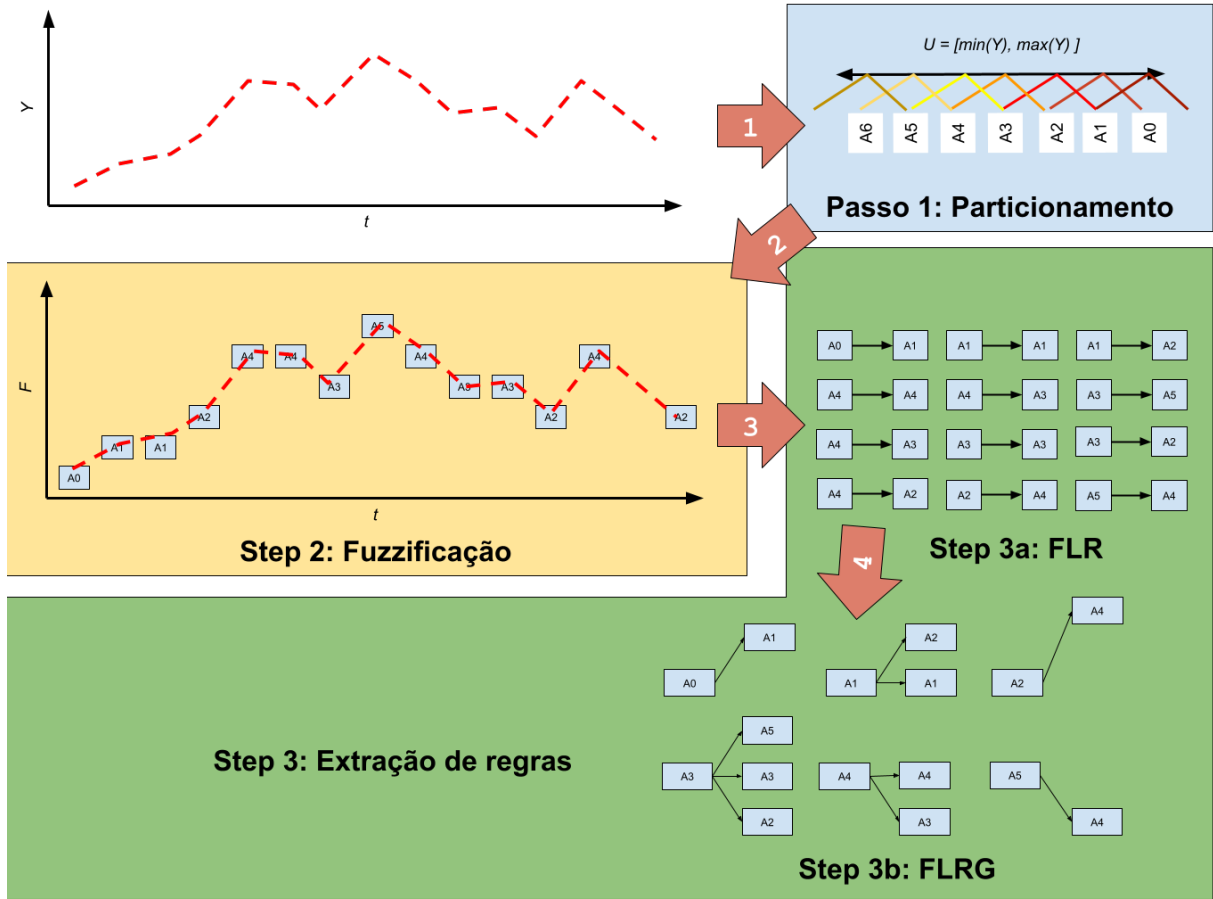 Y
t
1
U = [min(Y), max(Y) ]
A6 A5 A4 A3 A2 A1 A0
Passo 1: Particionamento
2
F
A0 A1 A1 A2 A4 A4 A3 A5 A4 A3 A3 A2 A4 A2
t
Step 2: Fuzzificação
3
A0 A1 A1 A1 A1 A2
A4 A4 A4 A3 A3 A5
A4 A3 A3 A3 A3 A2
A4 A2 A2 A4 A5 A4
Step 3a: FLR
4
A0 A1
A1 A2 A1
A2 A4
A3 A5 A3 A2
A4 A4 A3
A5 A4
Step 3: Extração de regras
Step 3b: FLRG